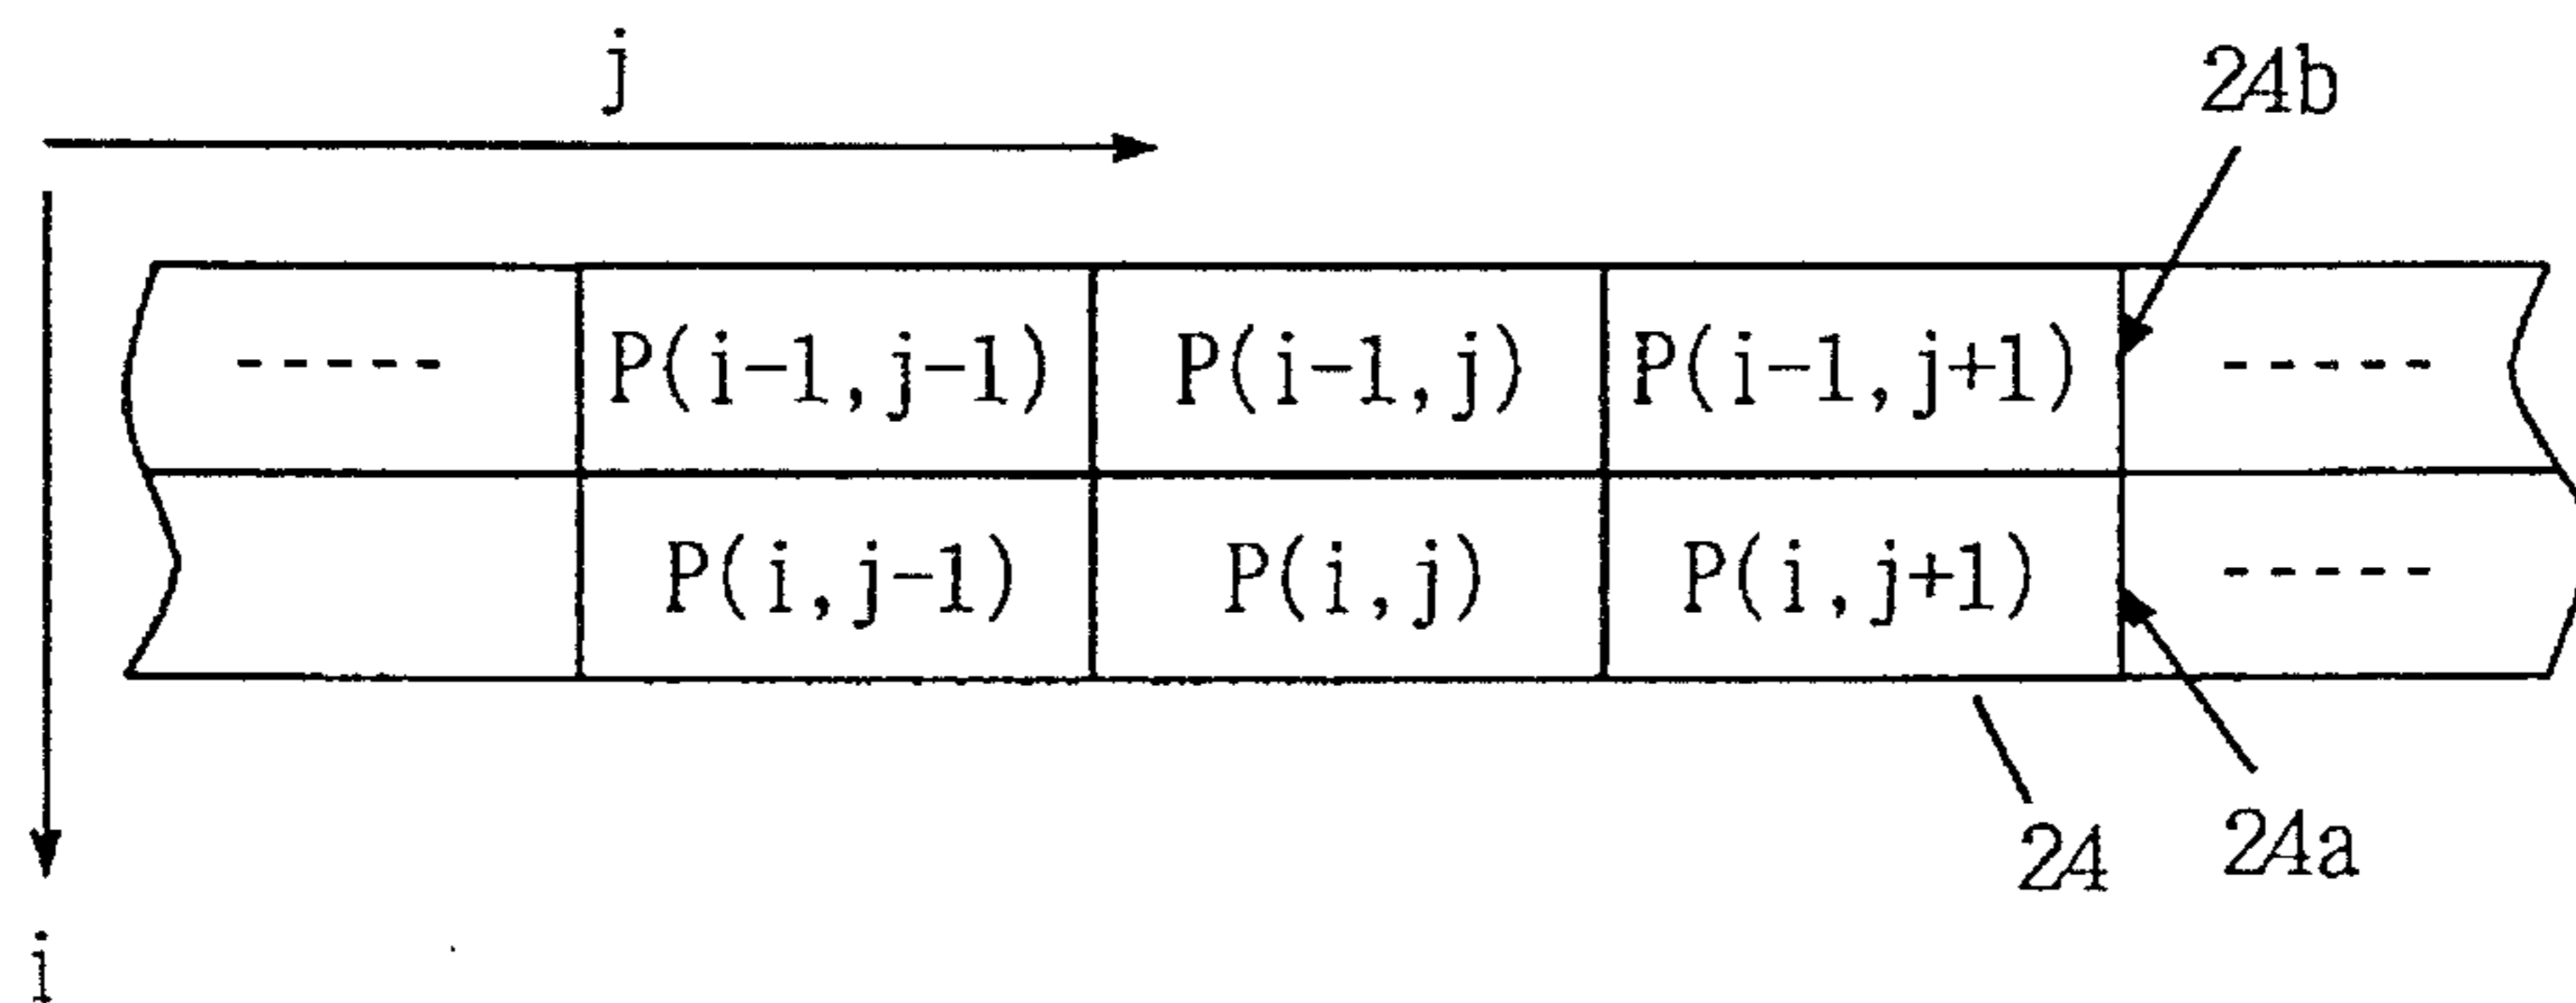 j
24b
----- P(i-1,j-1) P(i-1,j) P(i-1,j+1) -----
P(i,j-1) P(i,j) P(i,j+1) -----
24 24a
i